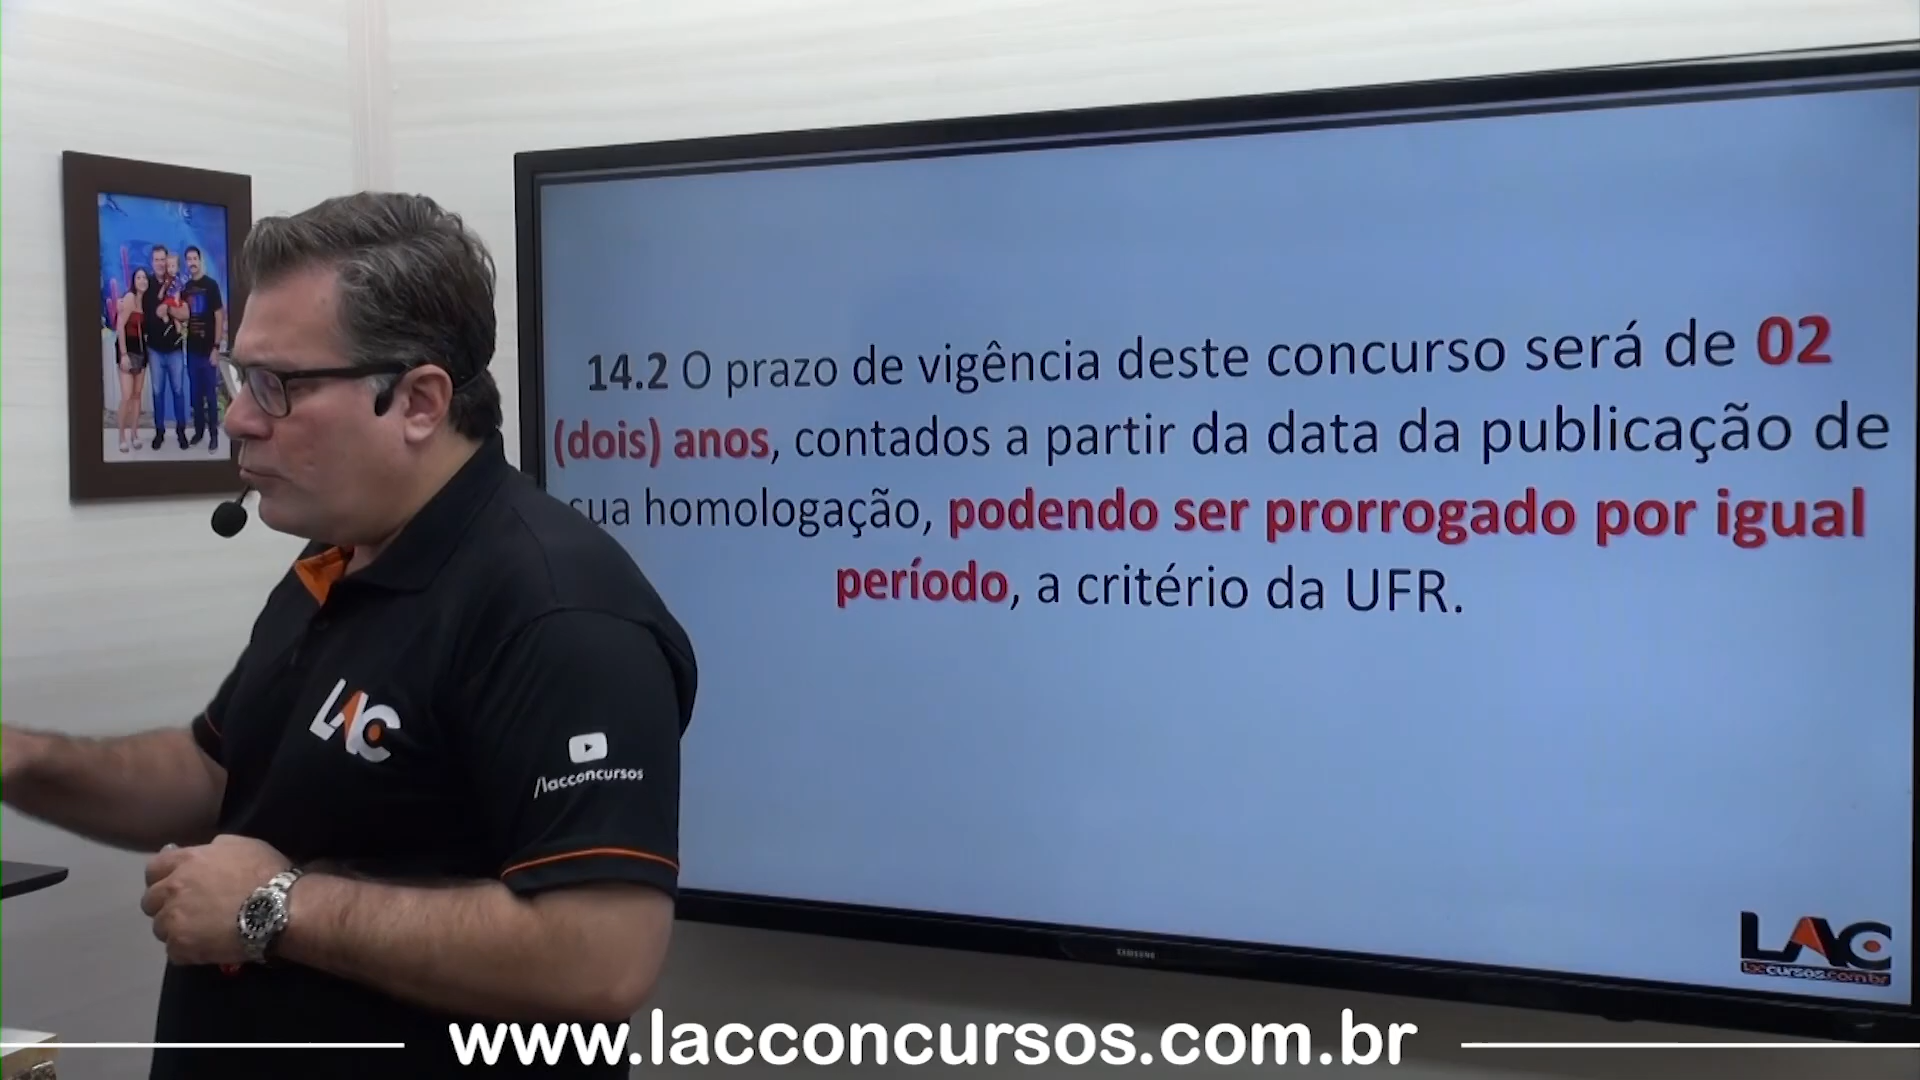 14.2 O prazo de vigência deste concurso será de 02
(dois) anos, contados a partir da data da publicação de
sua homologação, podendo ser prorrogado por igual
período, a critério da UFR.
LAC
/lacconcursos
SAMSUNG
LAC
laccursos.com.br
www.lacconcursos.com.br